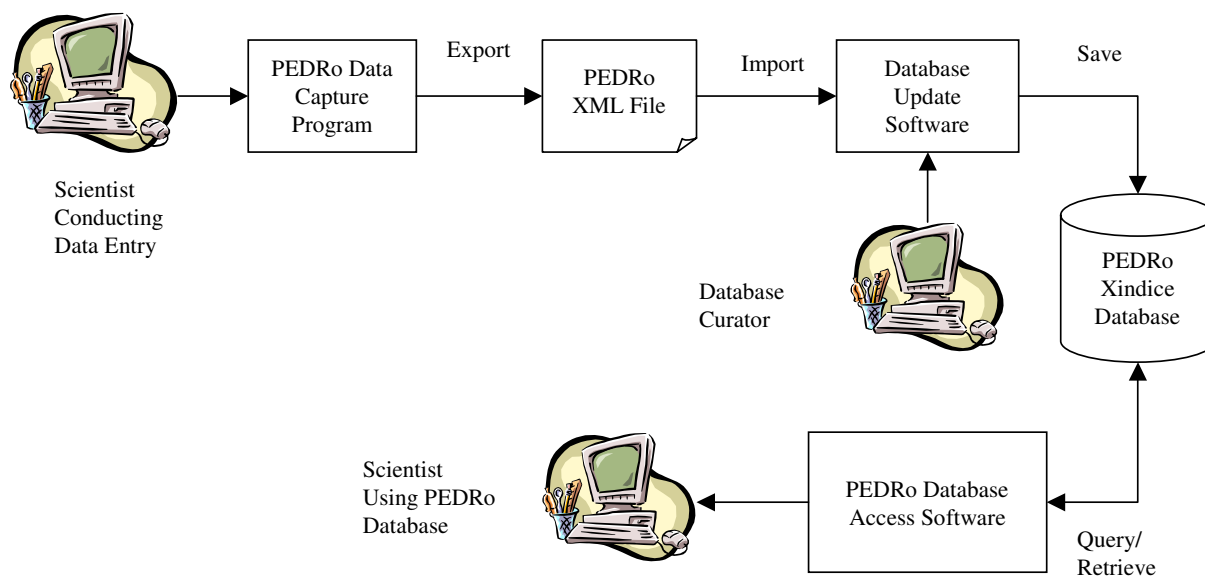 Export
Import
Save
PEDRo Data
Capture
Program
PEDRo
XML File
Database
Update
Software
Scientist
Conducting
Data Entry
Database
Curator
PEDRo
Xindice
Database
Scientist
Using PEDRo
Database
PEDRo Database
Access Software
Query/
Retrieve